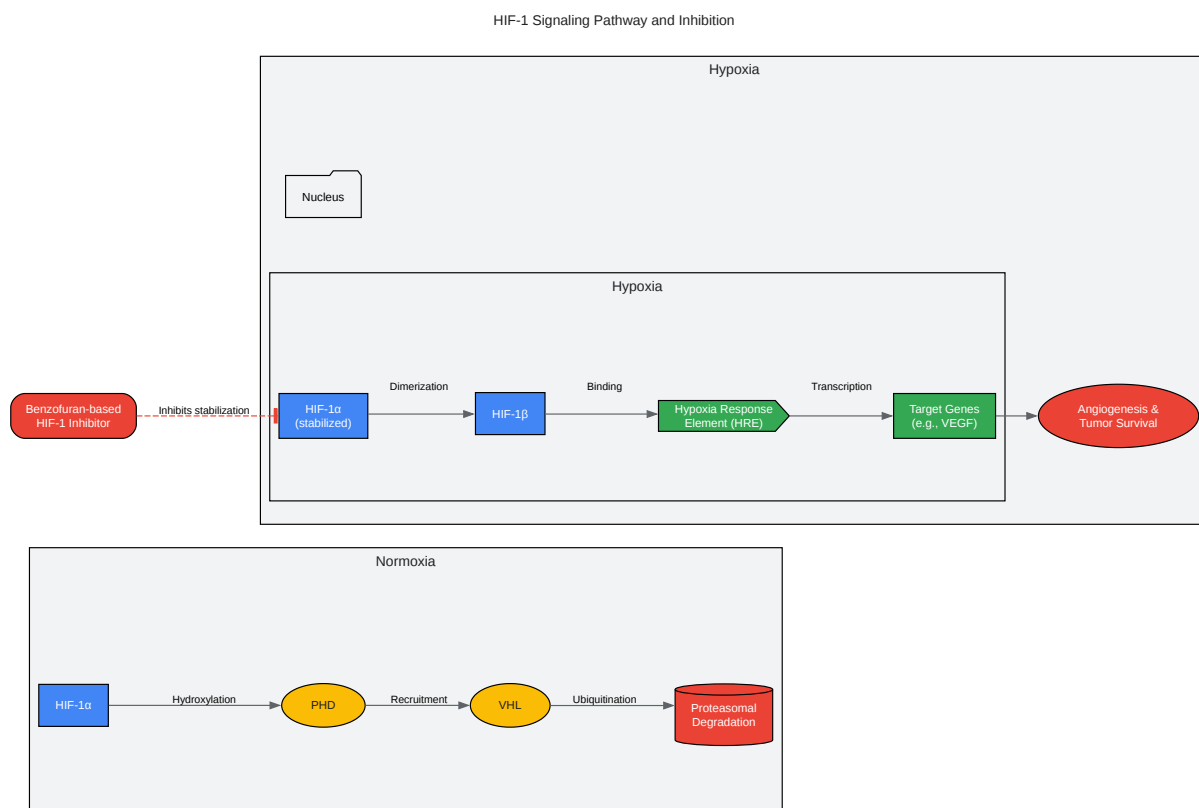 HIF-1 Signaling Pathway and Inhibition
Hypoxia
Nucleus
Hypoxia
Benzofuran-based
HIF-1 Inhibitor
Inhibits stabilization
HIF-1α
(stabilized)
Dimerization
HIF-1β
Binding
Hypoxia Response
Element (HRE)
Transcription
Target Genes
(e.g., VEGF)
Angiogenesis &
Tumor Survival
Normoxia
HIF-1α
Hydroxylation
PHD
Recruitment
VHL
Ubiquitination
Proteasomal
Degradation